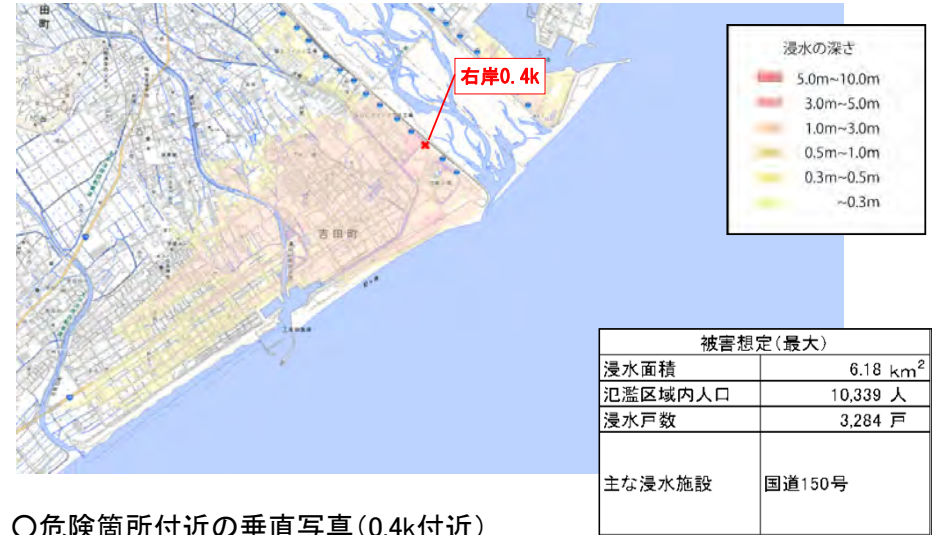 田
町
右岸0.4k
吉田町
浸水の深さ
5.0m~10.0m
3.0m~5.0m
1.0m~3.0m
0.5m~1.0m
0.3m~0.5m
~0.3m
被害想定(最大)
浸水面積 6.18 km²
氾濫区域内人口 10,339 人
浸水戸数 3,284 戸
主な浸水施設 国道150号
〇危険箇所付近の垂直写真(0.4k付近)